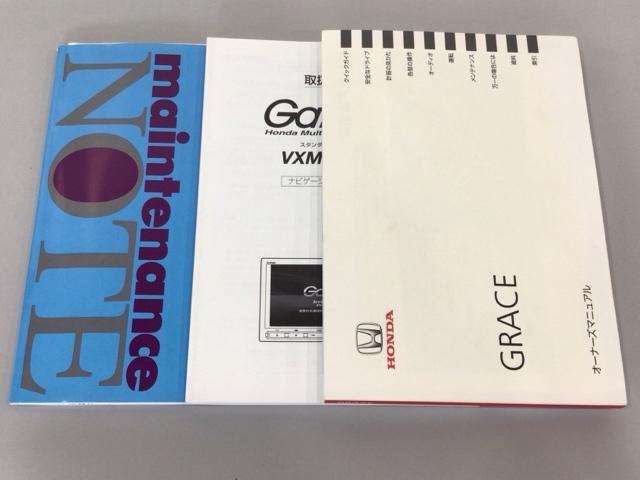 maintenance
NOTE
取扱
Ga
Honda Mult
スタンダ
VXM
ナビゲーシ
Ga
クイックガイド
安全なドライブ
計器の見かた
各部の操作
オーディオ
運転
メンテナンス
万一の場合には
資料
索引
HONDA
GRACE
オーナーズマニュアル